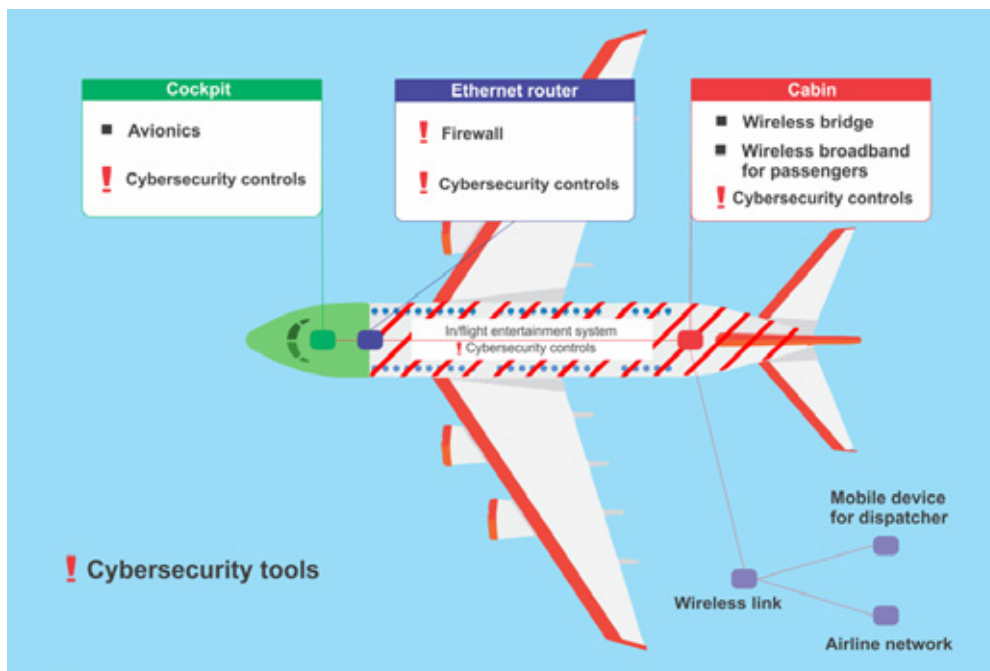 Cockpit
Avionics
! Cybersecurity controls
Ethernet router
! Firewall
! Cybersecurity controls
Cabin
Wireless bridge
Wireless broadband
for passengers
! Cybersecurity controls
In/flight entertainment system
! Cybersecurity controls
! Cybersecurity tools
Mobile device
for dispatcher
Wireless link
Airline network